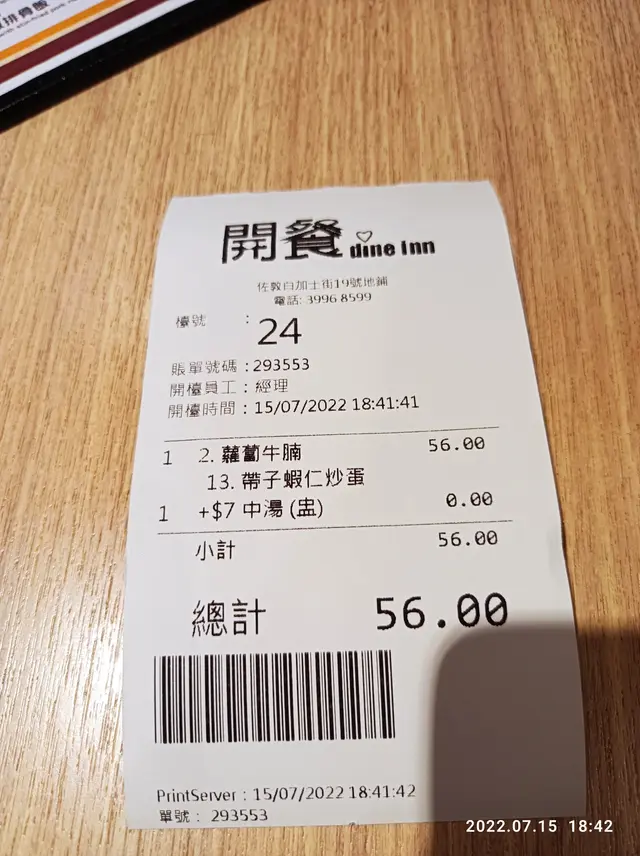 排骨飯
開餐 dine inn
佐敦白加士街19號地鋪
電話: 3996 8599
檯號 : 24
賬單號碼 : 293553
開檯員工 : 經理
開檯時間 : 15/07/2022 18:41:41
1 2. 蘿蔔牛腩 56.00
13. 帶子蝦仁炒蛋
1 +$7 中湯 (盅) 0.00
小計 56.00
總計 56.00
PrintServer : 15/07/2022 18:41:42
單號 : 293553
2022.07.15 18:42